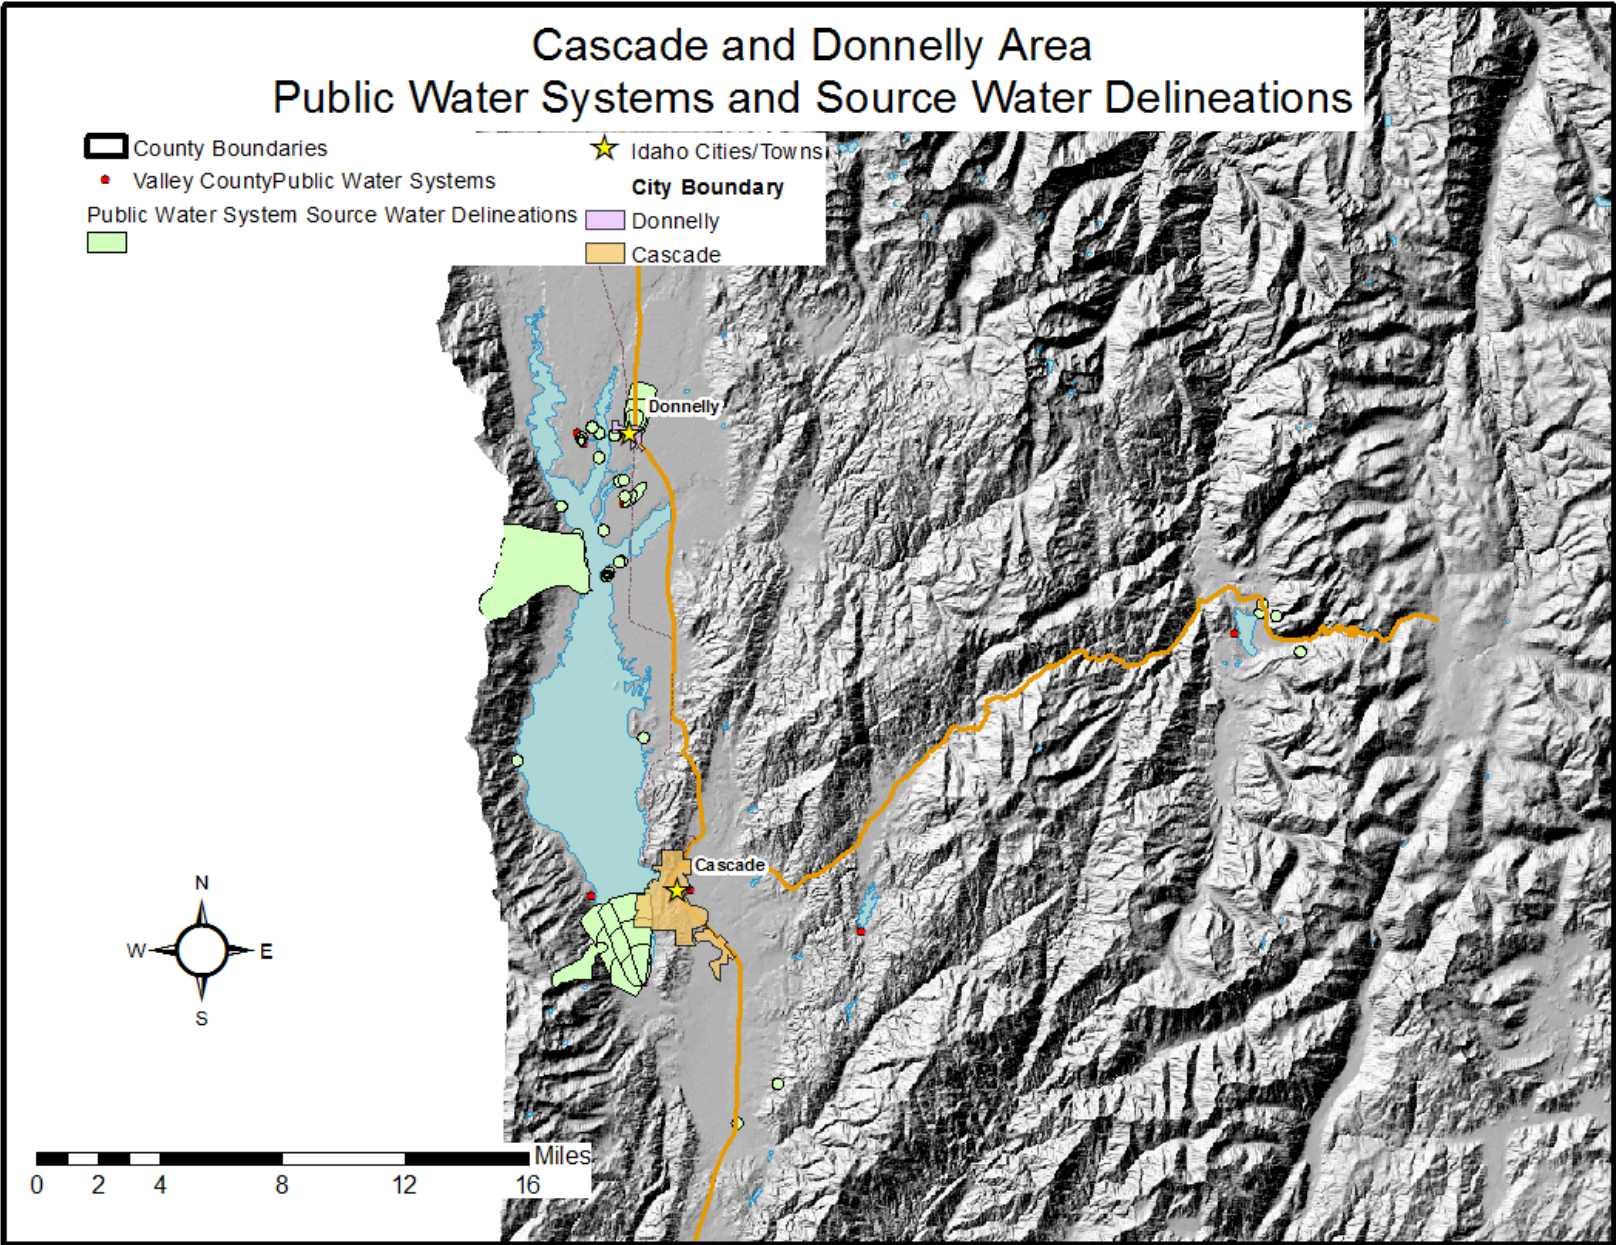 Cascade and Donnelly Area
Public Water Systems and Source Water Delineations
County Boundaries
Valley CountyPublic Water Systems
Public Water System Source Water Delineations
Idaho Cities/Towns
City Boundary
Donnelly
Cascade
Donnelly
Cascade
N
W
E
S
Miles
0 2 4 8 12 16